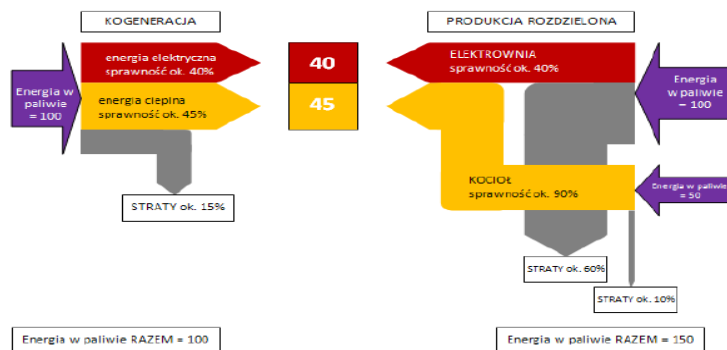 KOGENERACJA
PRODUKCJA ROZDZIELONA
energia elektryczna
sprawność ok. 40%
40
ELEKTROWNIA
sprawność ok. 40%
Energia w
paliwie
= 100
energia cieplna
sprawność ok. 45%
45
Energia
w paliwie
= 100
KOCIOŁ
sprawność ok. 90%
Energia w paliwie
= 50
STRATY ok. 15%
STRATY ok. 60%
STRATY ok. 10%
Energia w paliwie RAZEM = 100
Energia w paliwie RAZEM = 150